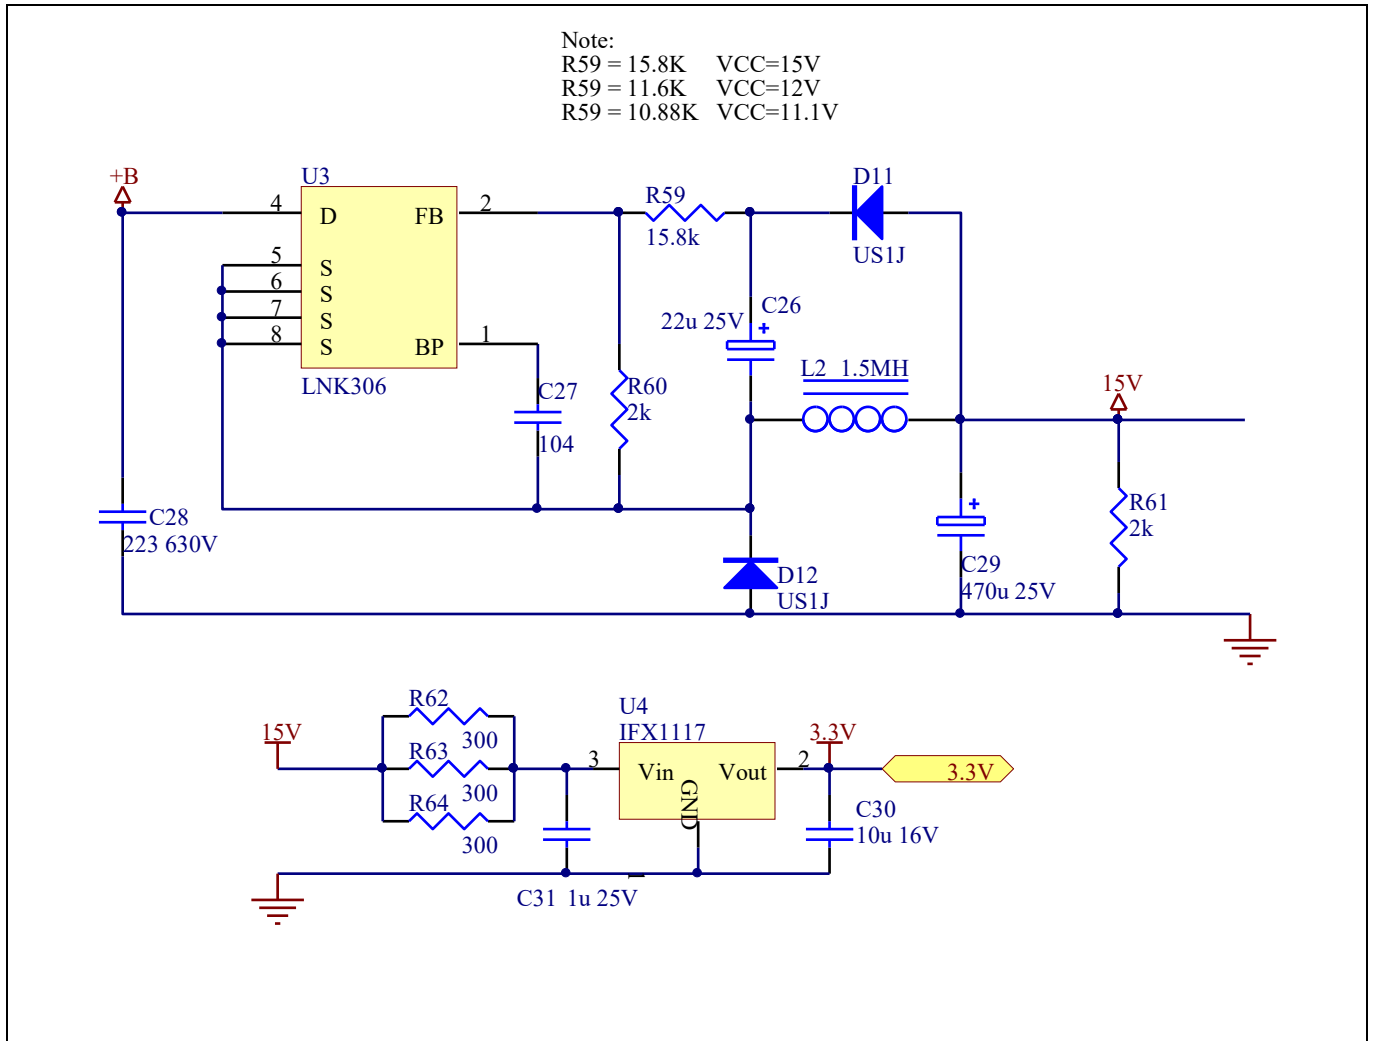 Note:
R59 = 15.8K VCC=15V
R59 = 11.6K VCC=12V
R59 = 10.88K VCC=11.1V
+B
U3
D11
4
D
FB
2
R59
15.8k
US1J
5
S
6
S
7
S
8
S
BP
1
LNK306
C26
22u 25V
+
L2 1.5MH
15V
C27
104
R60
2k
C28
223 630V
D12
US1J
+
C29
470u 25V
R61
2k
R62
300
15V
R63
300
R64
300
U4
IFX1117
3
Vin
Vout
2
GND
1
3.3V
3.3V
C30
10u 16V
C31 1u 25V